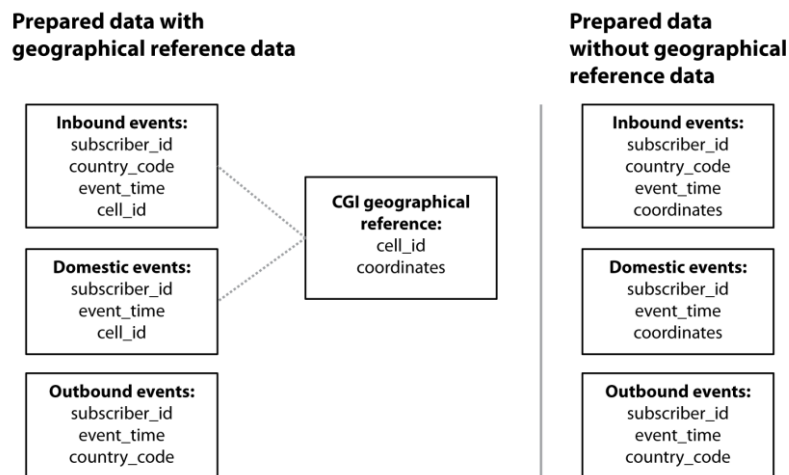 Prepared data with
geographical reference data
Inbound events:
subscriber_id
country_code
event_time
cell_id
Domestic events:
subscriber_id
event_time
cell_id
Outbound events:
subscriber_id
event_time
country_code
CGI geographical
reference:
cell_id
coordinates
Prepared data
without geographical
reference data
Inbound events:
subscriber_id
country_code
event_time
coordinates
Domestic events:
subscriber_id
event_time
coordinates
Outbound events:
subscriber_id
event_time
country_code